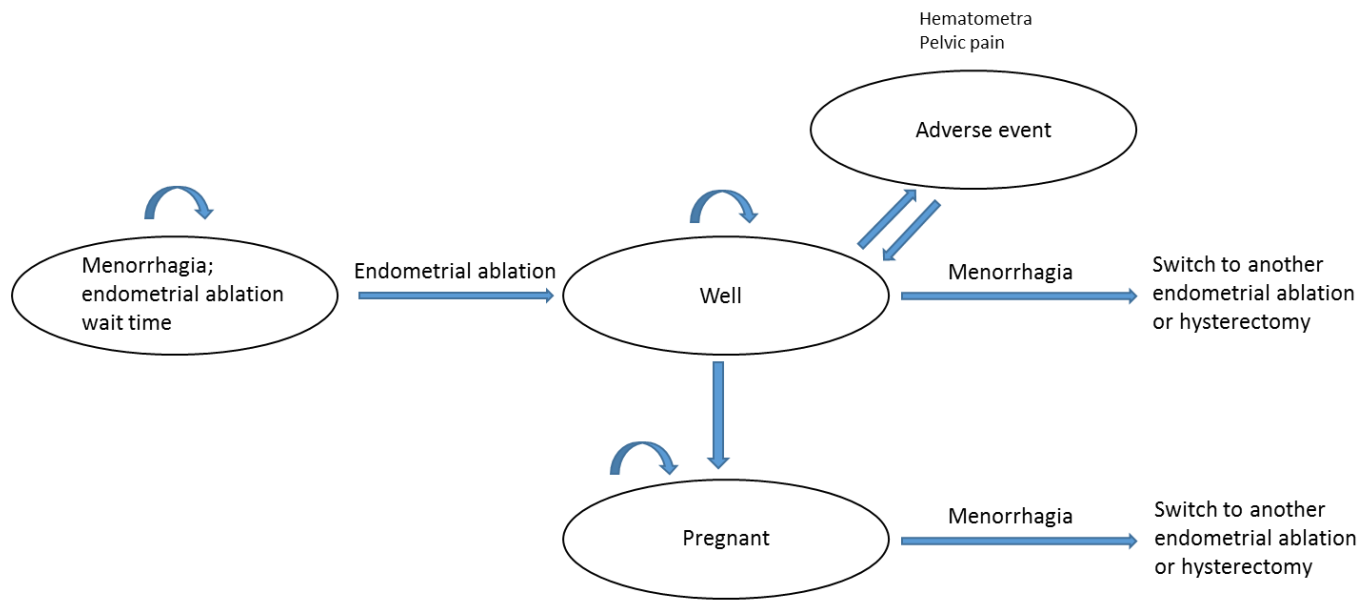 Hematometra
Pelvic pain
Adverse event
Menorrhagia;
endometrial ablation
wait time
Endometrial ablation
Well
Menorrhagia
Switch to another
endometrial ablation
or hysterectomy
Pregnant
Menorrhagia
Switch to another
endometrial ablation
or hysterectomy